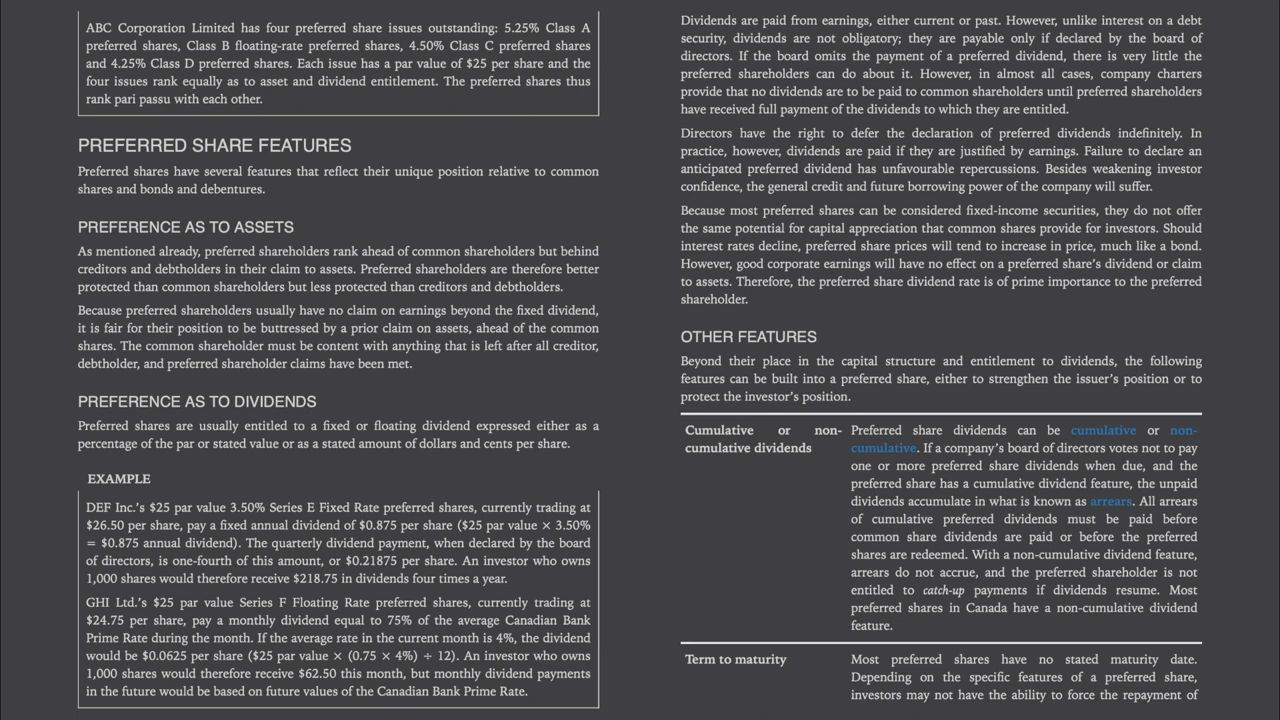 ABC Corporation Limited has four preferred share issues outstanding: 5.25% Class A
preferred shares, Class B floating-rate preferred shares, 4.50% Class C preferred shares
and 4.25% Class D preferred shares. Each issue has a par value of $25 per share and the
four issues rank equally as to asset and dividend entitlement. The preferred shares thus
rank pari passu with each other.
PREFERRED SHARE FEATURES
Preferred shares have several features that reflect their unique position relative to common
shares and bonds and debentures.
PREFERENCE AS TO ASSETS
As mentioned already, preferred shareholders rank ahead of common shareholders but behind
creditors and debtholders in their claim to assets. Preferred shareholders are therefore better
protected than common shareholders but less protected than creditors and debtholders.
Because preferred shareholders usually have no claim on earnings beyond the fixed dividend,
it is fair for their position to be buttressed by a prior claim on assets, ahead of the common
shares. The common shareholder must be content with anything that is left after all creditor,
debtholder, and preferred shareholder claims have been met.
PREFERENCE AS TO DIVIDENDS
Preferred shares are usually entitled to a fixed or floating dividend expressed either as a
percentage of the par or stated value or as a stated amount of dollars and cents per share.
EXAMPLE
DEF Inc.'s $25 par value 3.50% Series E Fixed Rate preferred shares, currently trading at
$26.50 per share, pay a fixed annual dividend of $0.875 per share ($25 par value × 3.50%
= $0.875 annual dividend). The quarterly dividend payment, when declared by the board
of directors, is one-fourth of this amount, or $0.21875 per share. An investor who owns
1,000 shares would therefore receive $218.75 in dividends four times a year.
GHI Ltd.'s $25 par value Series F Floating Rate preferred shares, currently trading at
$24.75 per share, pay a monthly dividend equal to 75% of the average Canadian Bank
Prime Rate during the month. If the average rate in the current month is 4%, the dividend
would be $0.0625 per share ($25 par value × (0.75 × 4%) ÷ 12). An investor who owns
1,000 shares would therefore receive $62.50 this month, but monthly dividend payments
in the future would be based on future values of the Canadian Bank Prime Rate.
Dividends are paid from earnings, either current or past. However, unlike interest on a debt
security, dividends are not obligatory; they are payable only if declared by the board of
directors. If the board omits the payment of a preferred dividend, there is very little the
preferred shareholders can do about it. However, in almost all cases, company charters
provide that no dividends are to be paid to common shareholders until preferred shareholders
have received full payment of the dividends to which they are entitled.
Directors have the right to defer the declaration of preferred dividends indefinitely. In
practice, however, dividends are paid if they are justified by earnings. Failure to declare an
anticipated preferred dividend has unfavourable repercussions. Besides weakening investor
confidence, the general credit and future borrowing power of the company will suffer.
Because most preferred shares can be considered fixed-income securities, they do not offer
the same potential for capital appreciation that common shares provide for investors. Should
interest rates decline, preferred share prices will tend to increase in price, much like a bond.
However, good corporate earnings will have no effect on a preferred share's dividend or claim
to assets. Therefore, the preferred share dividend rate is of prime importance to the preferred
shareholder.
OTHER FEATURES
Beyond their place in the capital structure and entitlement to dividends, the following
features can be built into a preferred share, either to strengthen the issuer's position or to
protect the investor's position.
Cumulative or non-
cumulative dividends
Preferred share dividends can be cumulative or non-
cumulative. If a company's board of directors votes not to pay
one or more preferred share dividends when due, and the
preferred share has a cumulative dividend feature, the unpaid
dividends accumulate in what is known as arrears. All arrears
of cumulative preferred dividends must be paid before
common share dividends are paid or before the preferred
shares are redeemed. With a non-cumulative dividend feature,
arrears do not accrue, and the preferred shareholder is not
entitled to catch-up payments if dividends resume. Most
preferred shares in Canada have a non-cumulative dividend
feature.
Term to maturity
Most preferred shares have no stated maturity date.
Depending on the specific features of a preferred share,
investors may not have the ability to force the repayment of